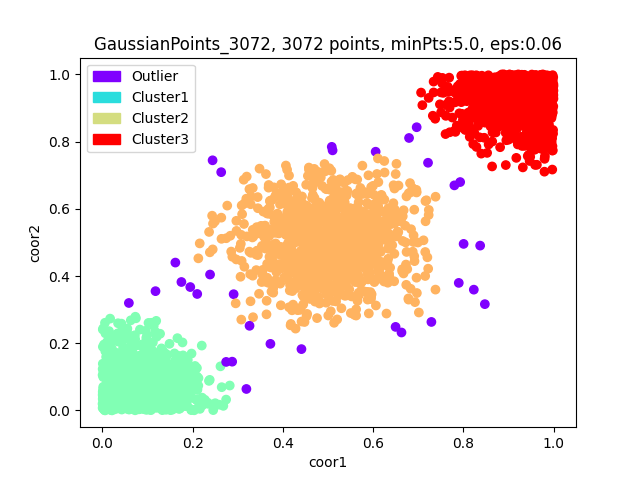 GaussianPoints_3072, 3072 points, minPts:5.0, eps:0.06
Outlier
Cluster1
Cluster2
Cluster3
coor2
1.0
0.8
0.6
0.4
0.2
0.0
0.0 0.2 0.4 0.6 0.8 1.0
coor1